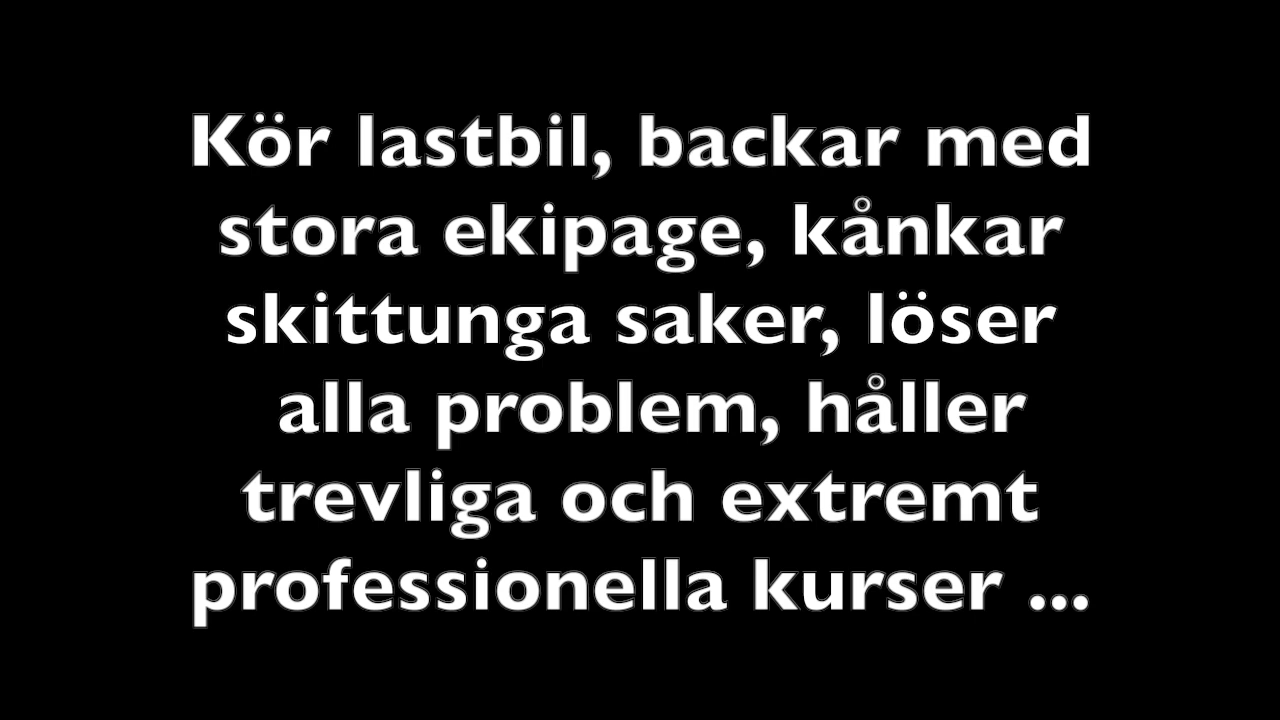 Kör lastbil, backar med
stora ekipage, kånkar
skittunga saker, löser
alla problem, håller
trevliga och extremt
professionella kurser ...